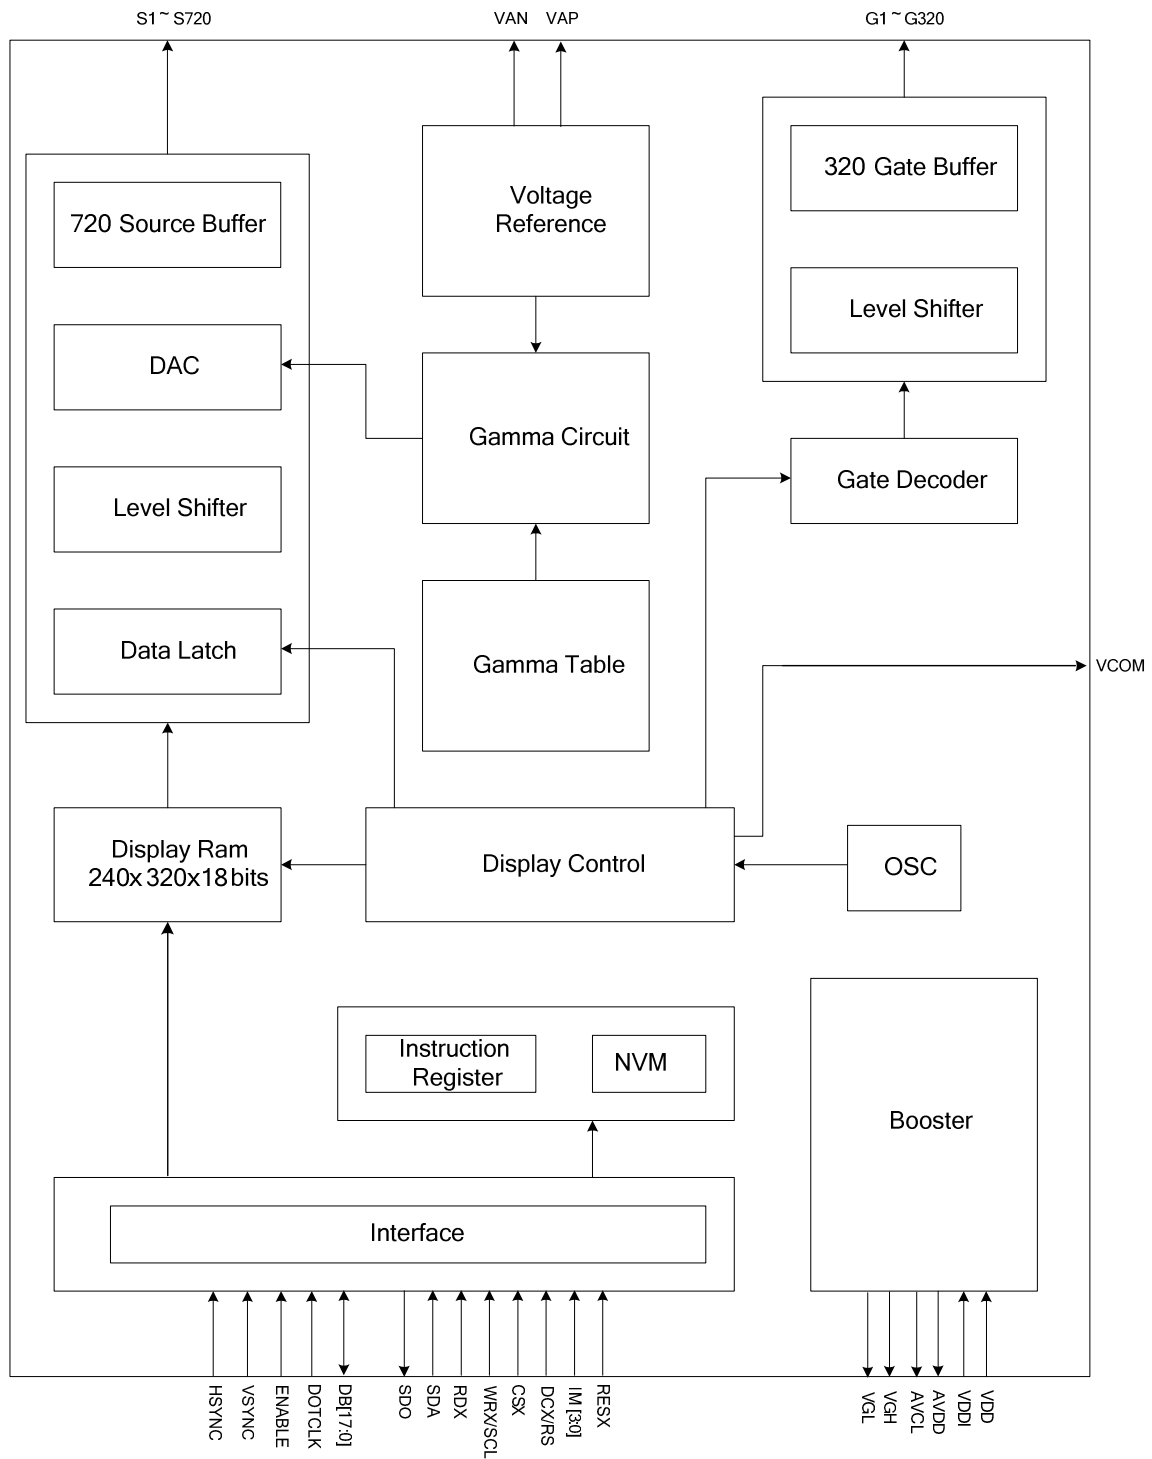 S1 ~ S720
VAN
VAP
G1 ~ G320
720 Source Buffer
Voltage
Reference
320 Gate Buffer
Level Shifter
DAC
Gamma Circuit
Gate Decoder
Level Shifter
Data Latch
Gamma Table
VCOM
Display Ram
240x320x18bits
Display Control
OSC
Instruction
Register
NVM
Booster
Interface
HSYNC
VSYNC
ENABLE
DOTCLK
DB[17:0]
SDO
SDA
RDX
WRX/SCL
CSX
DCX/RS
IM [3:0]
RESX
VGL
VGH
AVCL
AVDD
VDDI
VDD